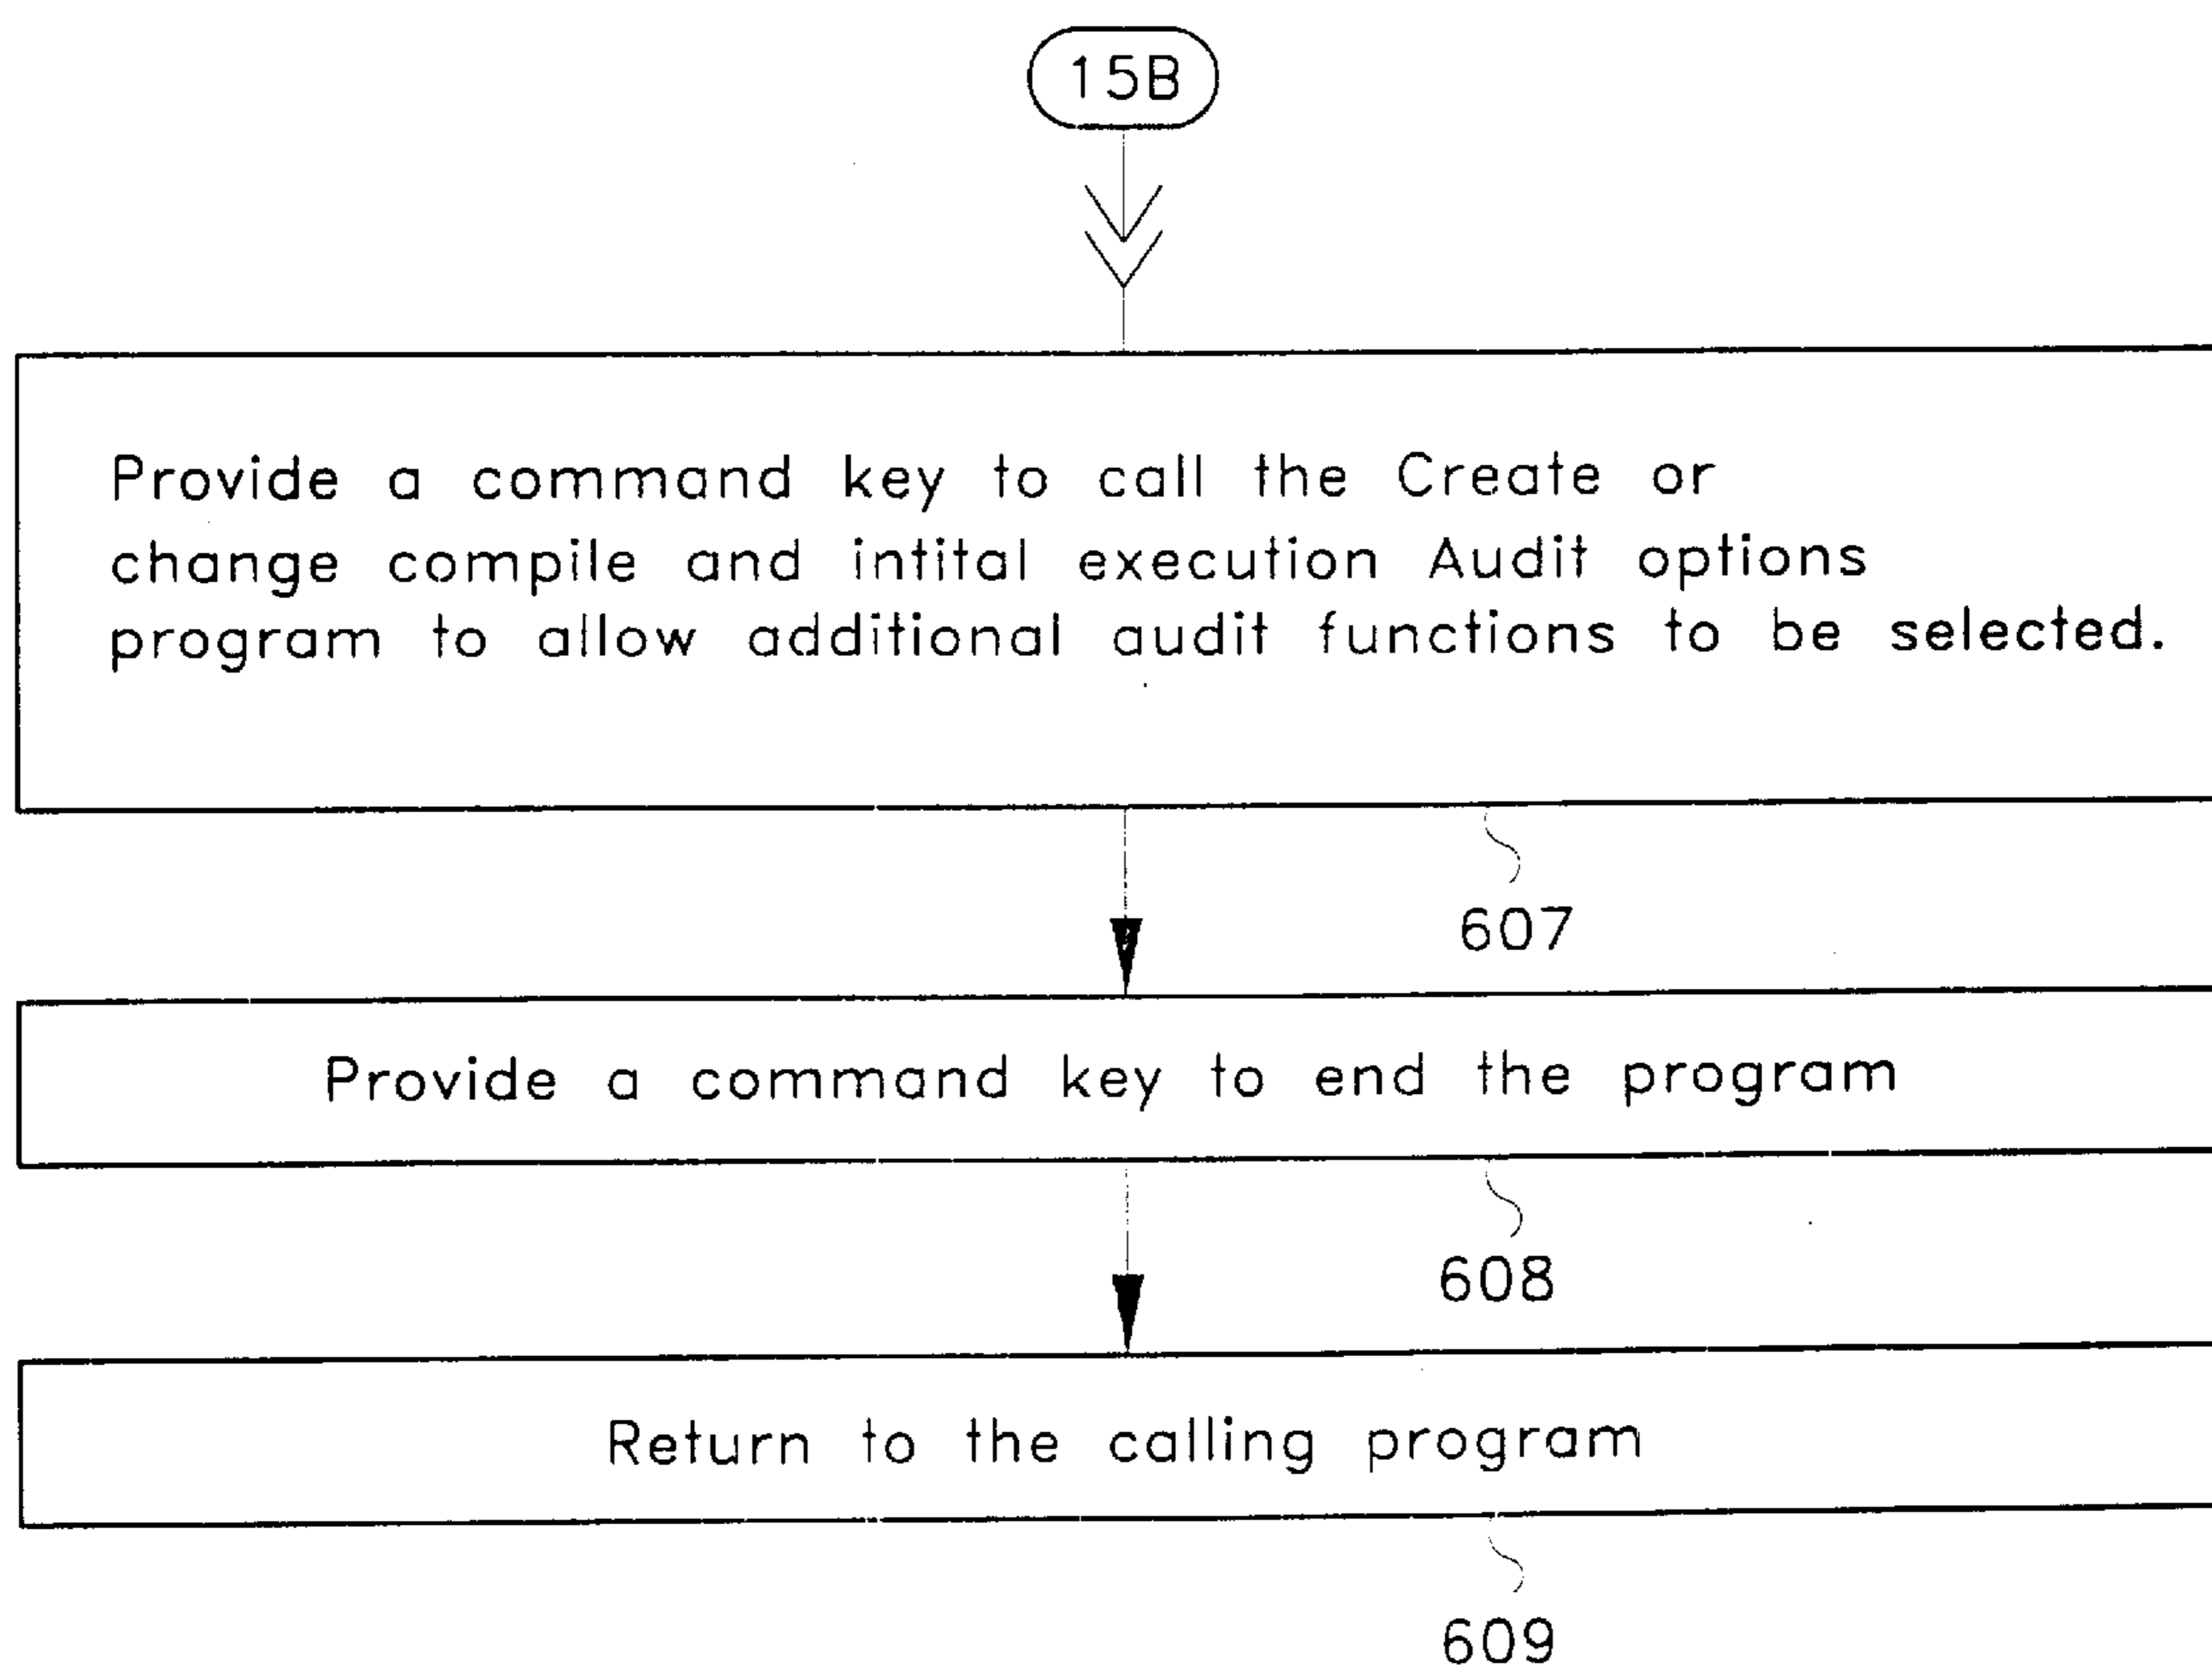 15B
Provide a command key to call the Create or
change compile and intital execution Audit options
program to allow additional audit functions to be selected.
607
Provide a command key to end the program
608
Return to the calling program
609